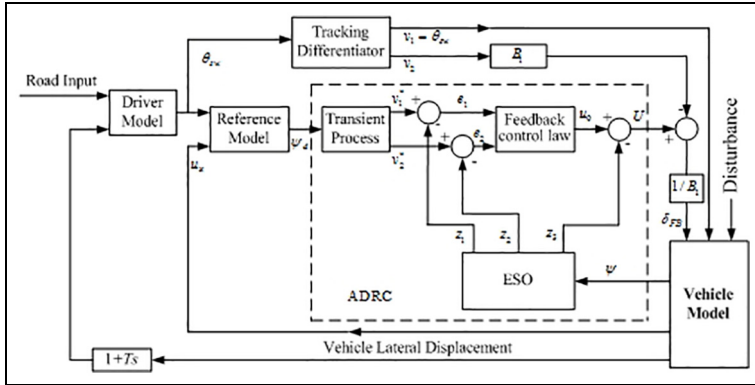 Tracking
Differentiator
v₁ = θ_sw
v₂
B₁
θ_sw
Road Input
Driver
Model
Reference
Model
u_x
ψ_d
Transient
Process
v₁*
v₂*
+
-
e₁
+
-
e₂
Feedback
control law
u₀
+
-
U
-
+
1/B₁
δ_FB
Disturbance
z₁
z₂
z₃
ESO
ADRC
ψ
Vehicle
Model
Vehicle Lateral Displacement
1+Ts